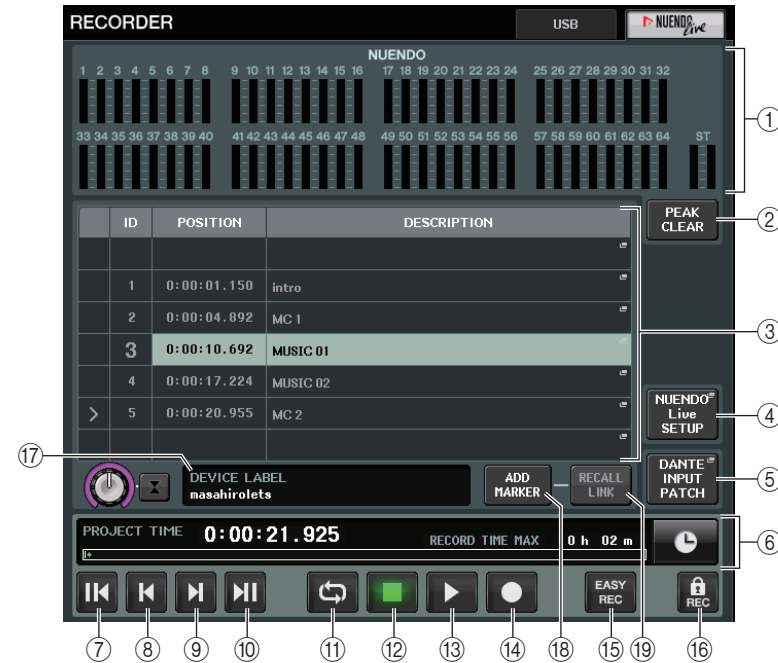 RECORDER USB NUENDO live
NUENDO
1 2 3 4 5 6 7 8 9 10 11 12 13 14 15 16 17 18 19 20 21 22 23 24 25 26 27 28 29 30 31 32
①
33 34 35 36 37 38 39 40 41 42 43 44 45 46 47 48 49 50 51 52 53 54 55 56 57 58 59 60 61 62 63 64 ST
PEAK
CLEAR
②
ID POSITION DESCRIPTION
1 0:00:01.150 intro
2 0:00:04.892 MC 1
③
3 0:00:10.692 MUSIC 01
4 0:00:17.224 MUSIC 02
> 5 0:00:20.955 MC 2
NUENDO
Live
SETUP
④
⑰
DEVICE LABEL
masahirolets
ADD
MARKER
RECALL
LINK
DANTE
INPUT
PATCH
⑤
PROJECT TIME 0:00:21.925 RECORD TIME MAX 0 h 02 m
⑥
EASY
REC
REC
⑦ ⑧ ⑨ ⑩ ⑪ ⑫ ⑬ ⑭ ⑱ ⑮ ⑲ ⑯